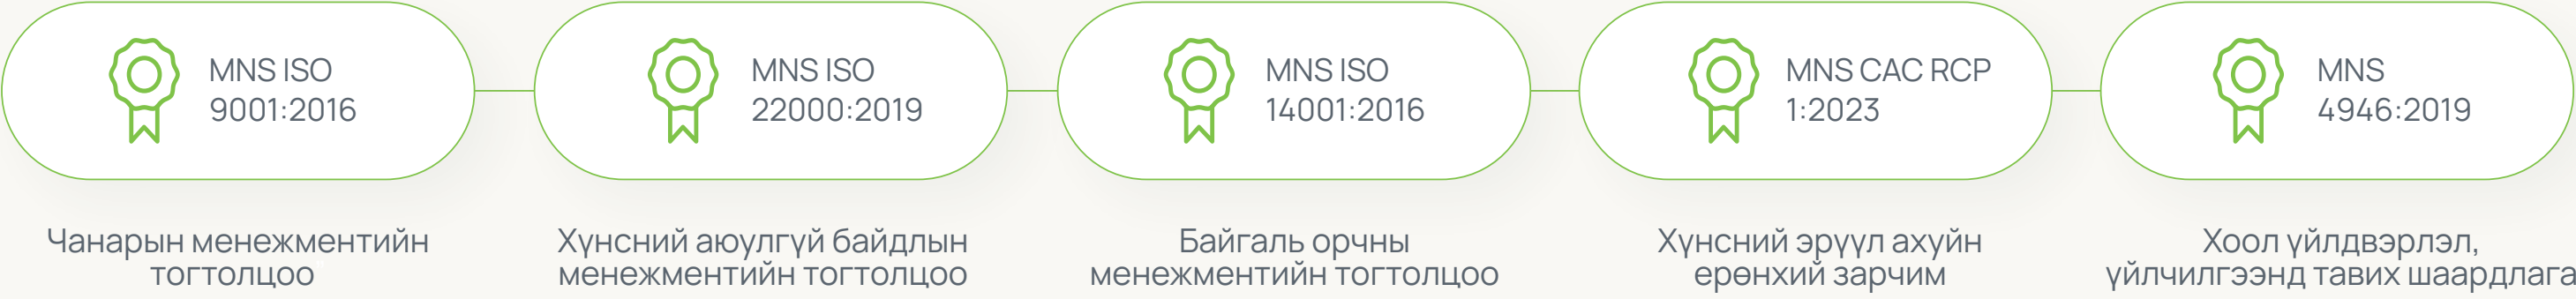 MNS ISO
9001:2016
Чанарын менежментийн
тогтолцоо
MNS ISO
22000:2019
Хүнсний аюулгүй байдлын
менежментийн тогтолцоо
MNS ISO
14001:2016
Байгаль орчны
менежментийн тогтолцоо
MNS CAC RCP
1:2023
Хүнсний эрүүл ахуйн
ерөнхий зарчим
MNS
4946:2019
Хоол үйлдвэрлэл,
үйлчилгээнд тавих шаардлага